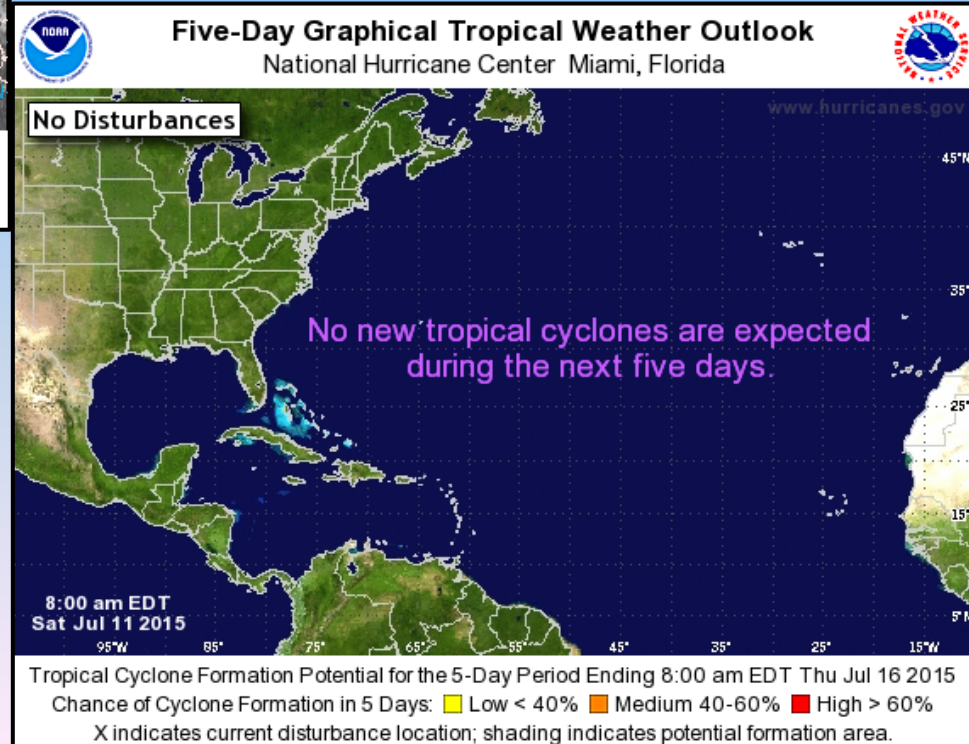 NOAA
Five-Day Graphical Tropical Weather Outlook
National Hurricane Center Miami, Florida
NATIONAL WEATHER SERVICE
No Disturbances
www.hurricanes.gov
45°N
35°
No new tropical cyclones are expected
during the next five days.
25°
15°
8:00 am EDT
Sat Jul 11 2015
5°N
95°W 85° 75° 65° 55° 45° 35° 25° 15°W
Tropical Cyclone Formation Potential for the 5-Day Period Ending 8:00 am EDT Thu Jul 16 2015
Chance of Cyclone Formation in 5 Days: Low < 40% Medium 40-60% High > 60%
X indicates current disturbance location; shading indicates potential formation area.